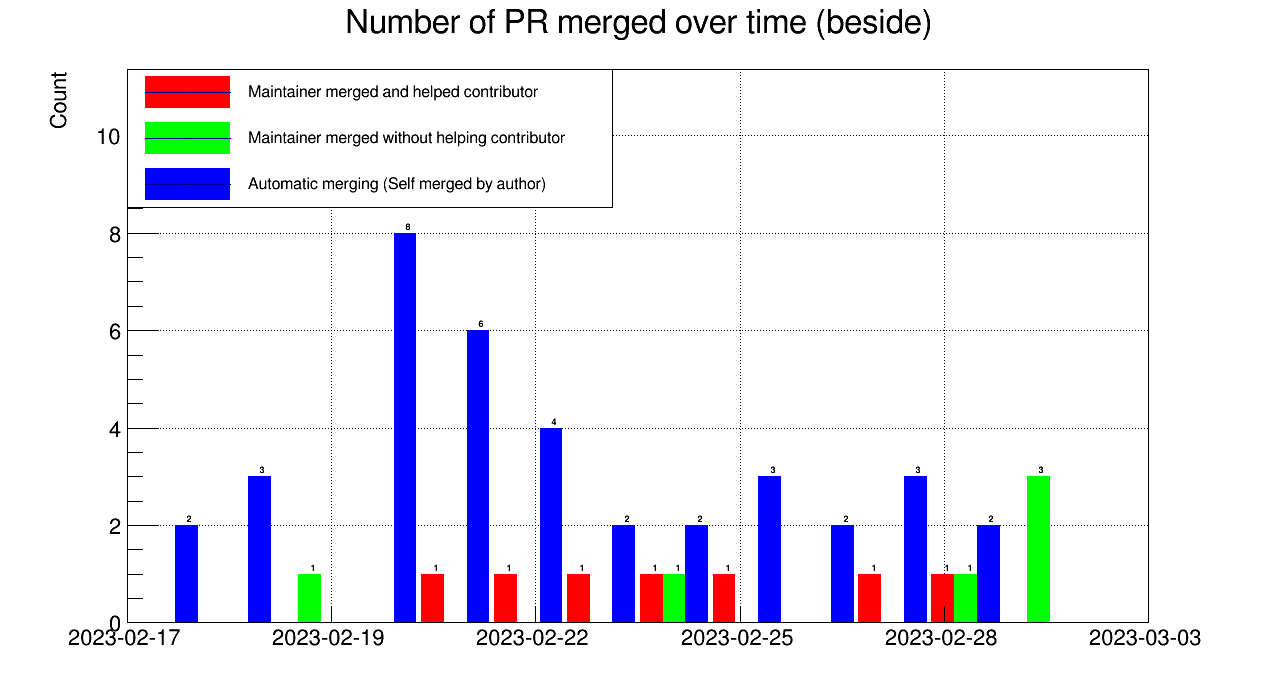 Number of PR merged over time (beside)
Count
Maintainer merged and helped contributor
Maintainer merged without helping contributor
Automatic merging (Self merged by author)
10
8
6
4
2
0
2 3 1 8 1 6 1 4 1 2 1 1 2 1 3 2 1 3 1 1 2 3
2023-02-17 2023-02-19 2023-02-22 2023-02-25 2023-02-28 2023-03-03